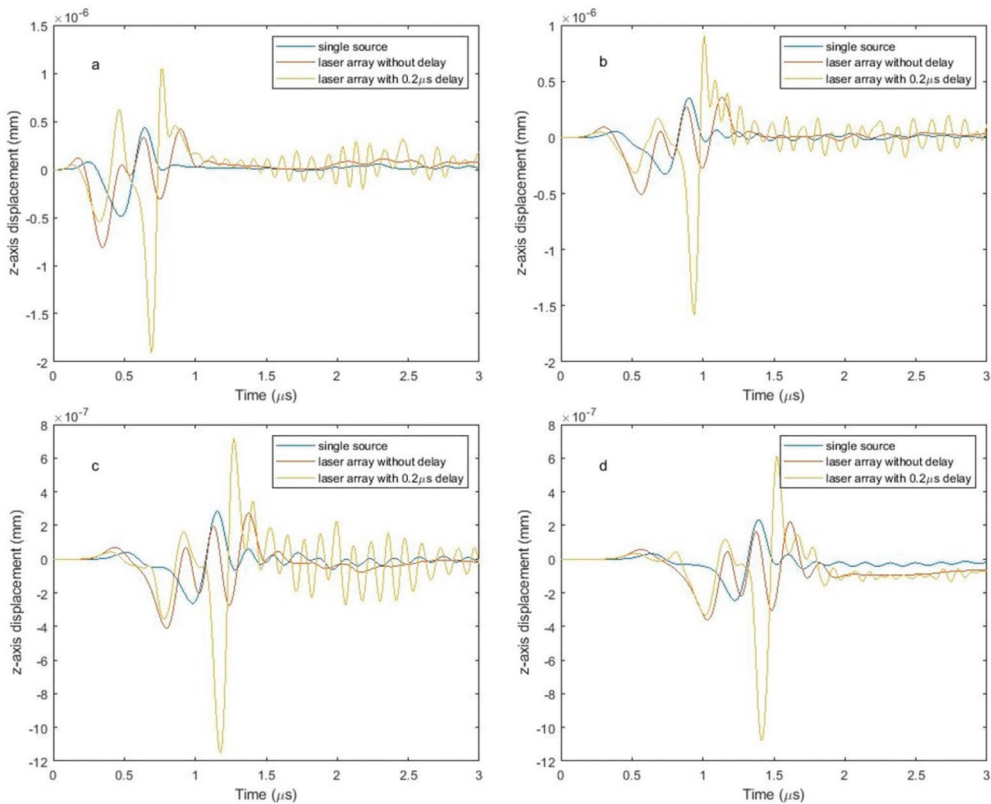 ×10⁻⁶
a
single source
laser array without delay
laser array with 0.2μs delay
z-axis displacement (mm)
1.5
1
0.5
0
-0.5
-1
-1.5
-2
0 0.5 1 1.5 2 2.5 3
Time (μs)
×10⁻⁶
b
single source
laser array without delay
laser array with 0.2μs delay
z-axis displacement (mm)
1
0.5
0
-0.5
-1
-1.5
-2
0 0.5 1 1.5 2 2.5 3
Time (μs)
×10⁻⁷
c
single source
laser array without delay
laser array with 0.2μs delay
z-axis displacement (mm)
8
6
4
2
0
-2
-4
-6
-8
-10
-12
0 0.5 1 1.5 2 2.5 3
Time (μs)
×10⁻⁷
d
single source
laser array without delay
laser array with 0.2μs delay
z-axis displacement (mm)
8
6
4
2
0
-2
-4
-6
-8
-10
-12
0 0.5 1 1.5 2 2.5 3
Time (μs)